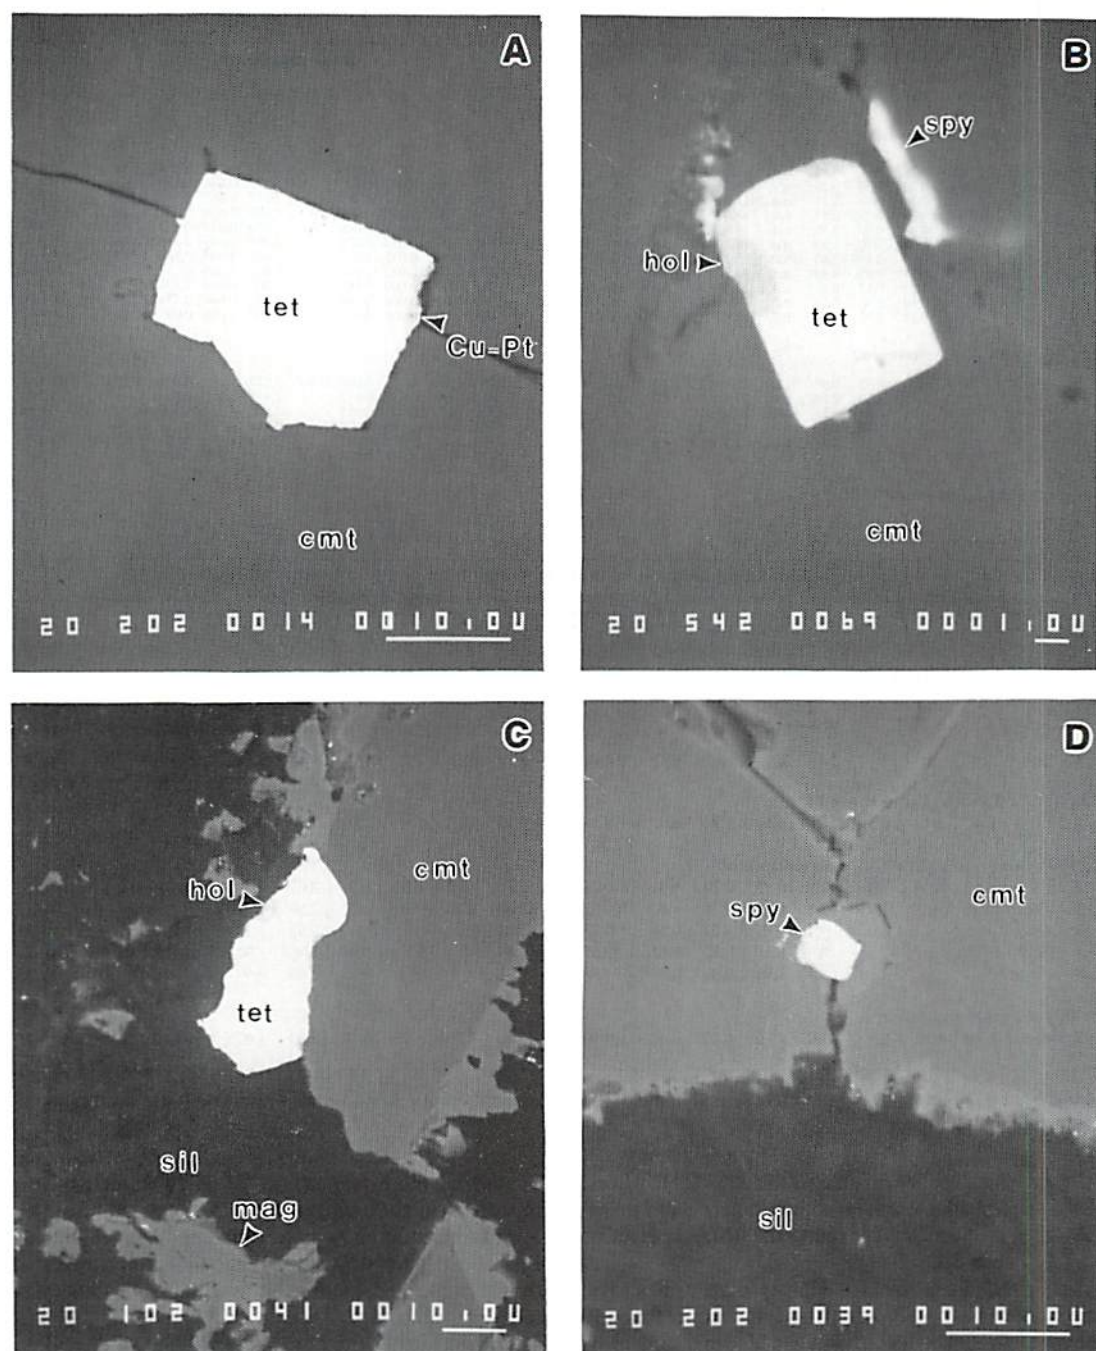 A
tet
Cu-Pt
cmt
20 202 0014 0010.0U
B
spy
hol
tet
cmt
20 542 0069 0001.0U
C
cmt
hol
tet
sil
mag
20 102 0041 0010.0U
D
spy
cmt
sil
20 202 0039 0010.0U